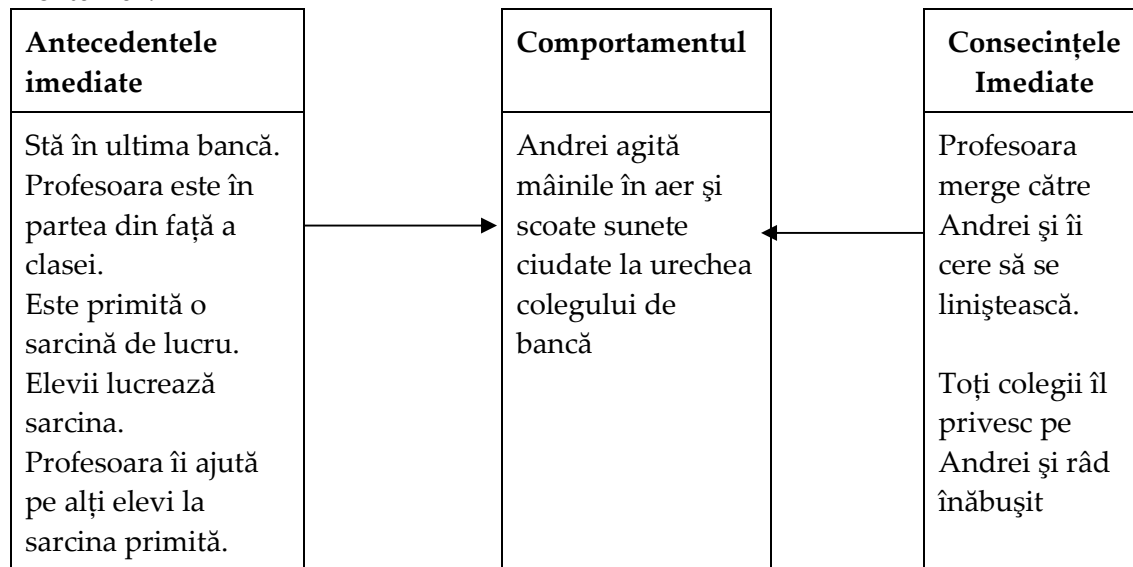 Antecedentele
imediate
Stă în ultima bancă.
Profesoara este în
partea din față a
clasei.
Este primită o
sarcină de lucru.
Elevii lucrează
sarcina.
Profesoara îi ajută
pe alți elevi la
sarcina primită.
Comportamentul
Andrei agită
mâinile în aer şi
scoate sunete
ciudate la urechea
colegului de
bancă
Consecințele
Imediate
Profesoara
merge către
Andrei şi îi
cere să se
liniştească.
Toți colegii îl
privesc pe
Andrei şi râd
înăbuşit